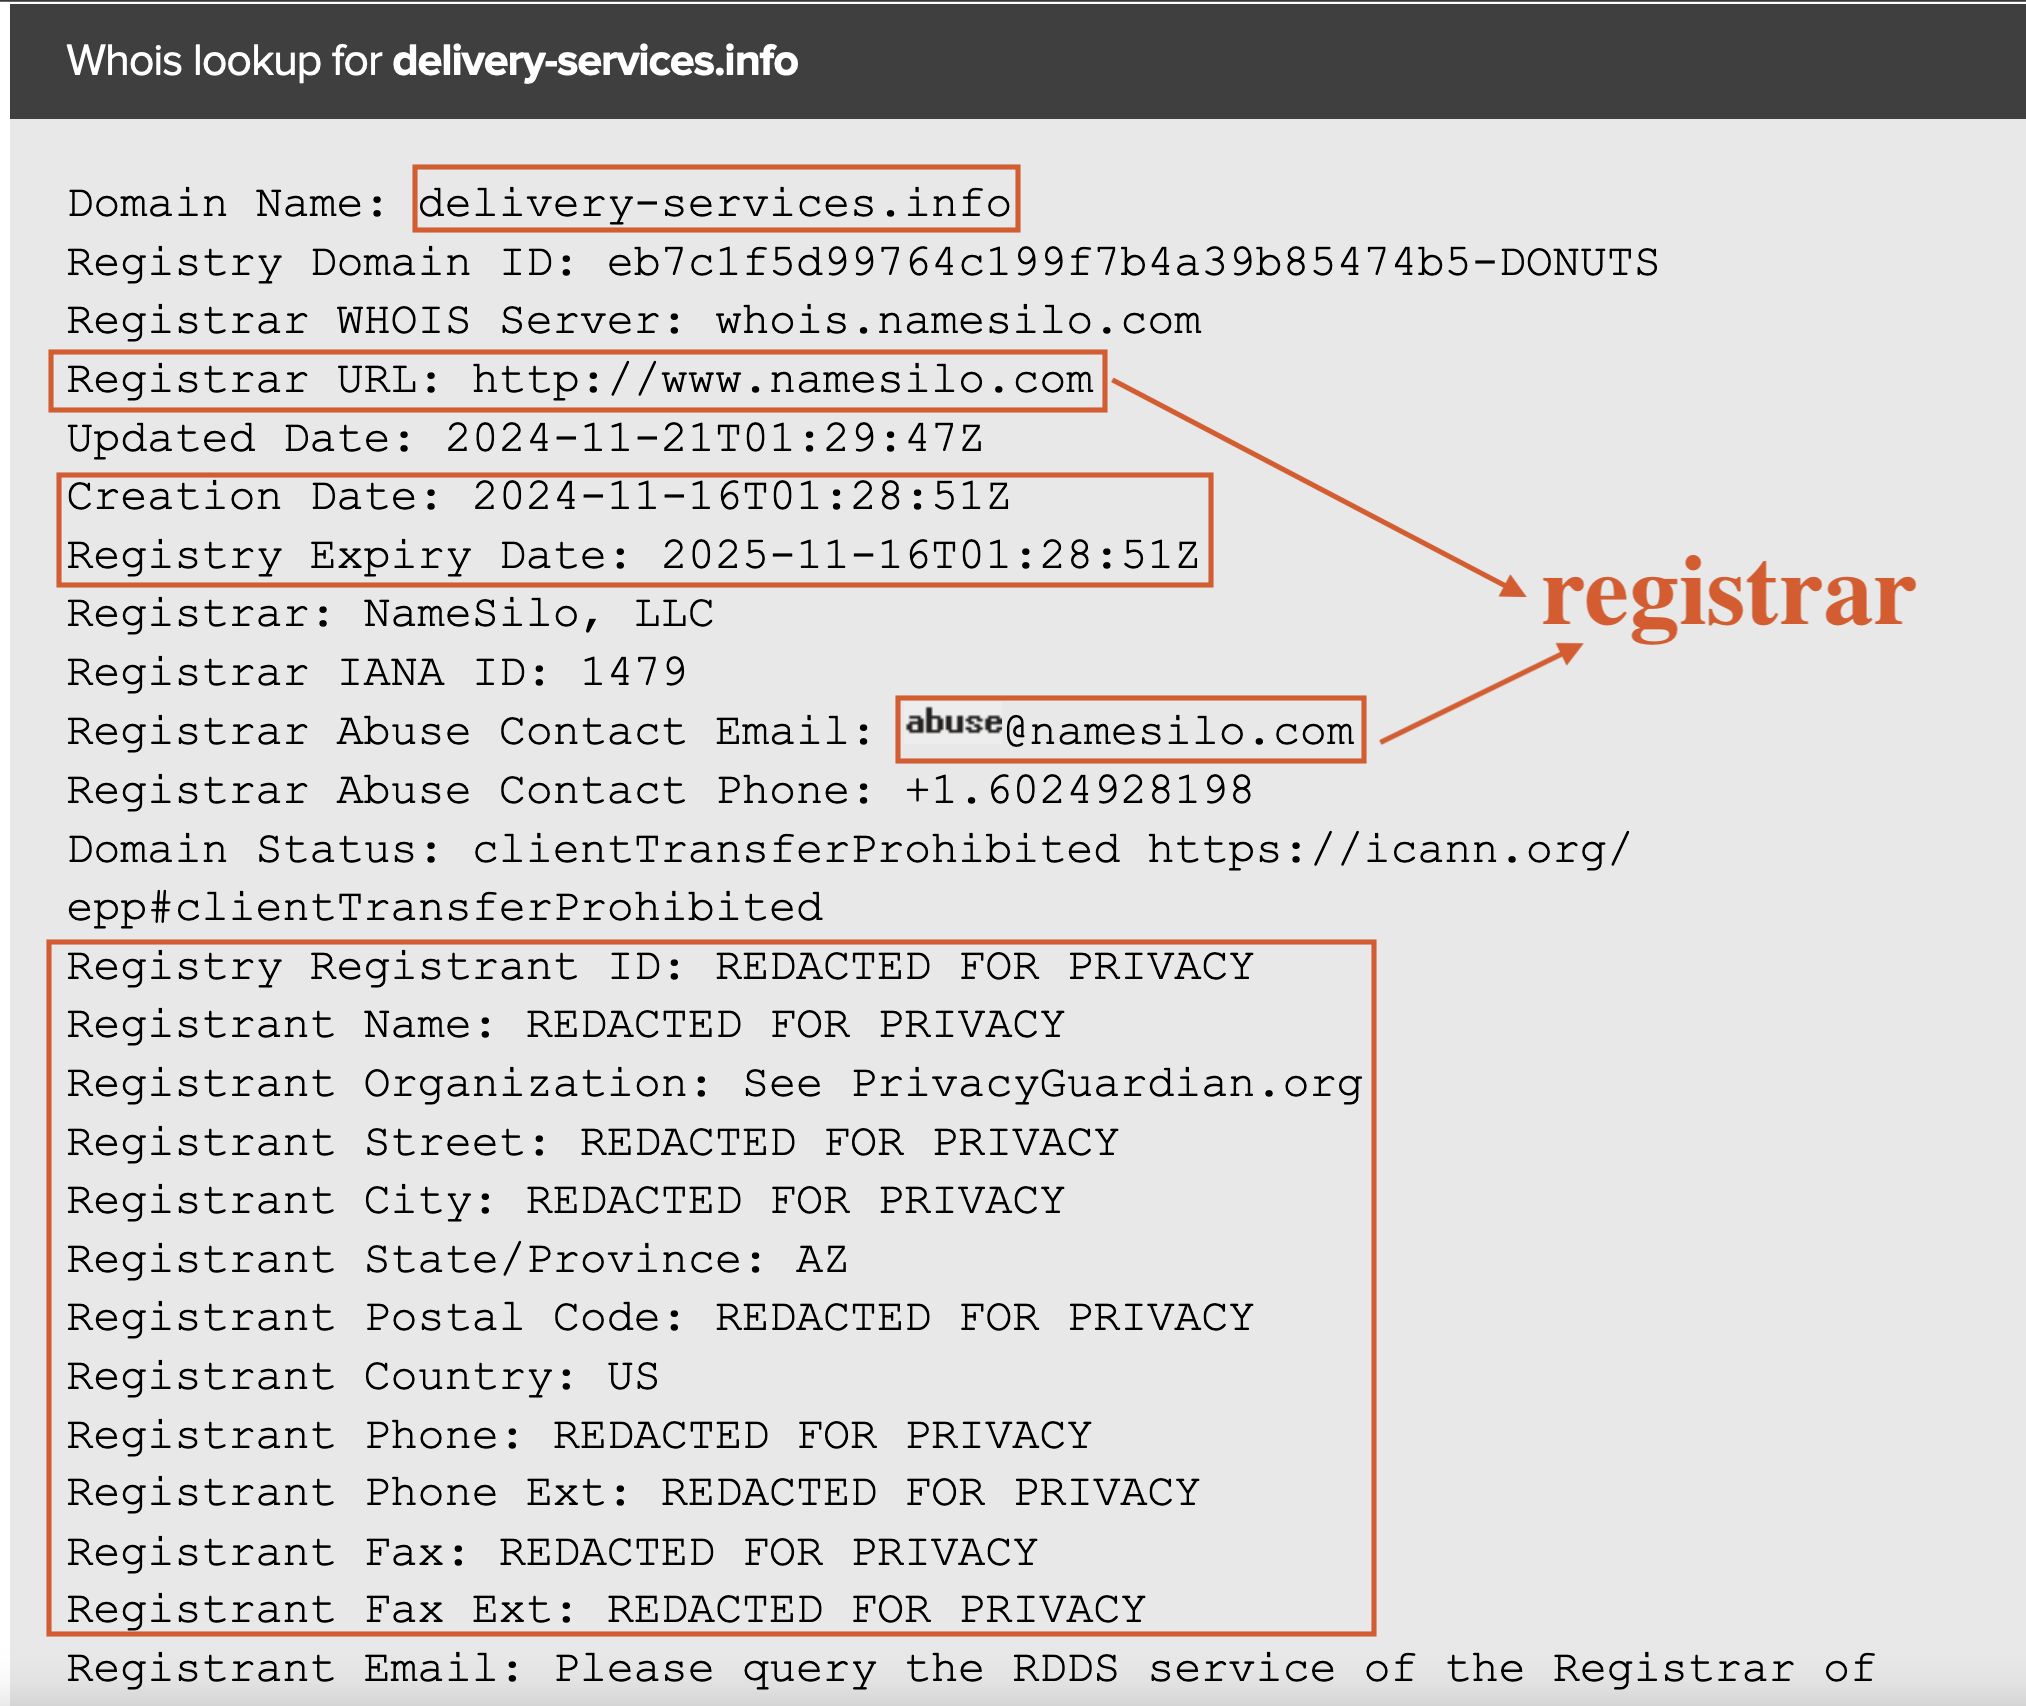 Whois lookup for delivery-services.info
Domain Name: delivery-services.info
Registry Domain ID: eb7c1f5d99764c199f7b4a39b85474b5-DONUTS
Registrar WHOIS Server: whois.namesilo.com
Registrar URL: http://www.namesilo.com
Updated Date: 2024-11-21T01:29:47Z
Creation Date: 2024-11-16T01:28:51Z
Registry Expiry Date: 2025-11-16T01:28:51Z
registrar
Registrar: NameSilo, LLC
Registrar IANA ID: 1479
Registrar Abuse Contact Email: abuse@namesilo.com
Registrar Abuse Contact Phone: +1.6024928198
Domain Status: clientTransferProhibited https://icann.org/
epp#clientTransferProhibited
Registry Registrant ID: REDACTED FOR PRIVACY
Registrant Name: REDACTED FOR PRIVACY
Registrant Organization: See PrivacyGuardian.org
Registrant Street: REDACTED FOR PRIVACY
Registrant City: REDACTED FOR PRIVACY
Registrant State/Province: AZ
Registrant Postal Code: REDACTED FOR PRIVACY
Registrant Country: US
Registrant Phone: REDACTED FOR PRIVACY
Registrant Phone Ext: REDACTED FOR PRIVACY
Registrant Fax: REDACTED FOR PRIVACY
Registrant Fax Ext: REDACTED FOR PRIVACY
Registrant Email: Please query the RDDS service of the Registrar of